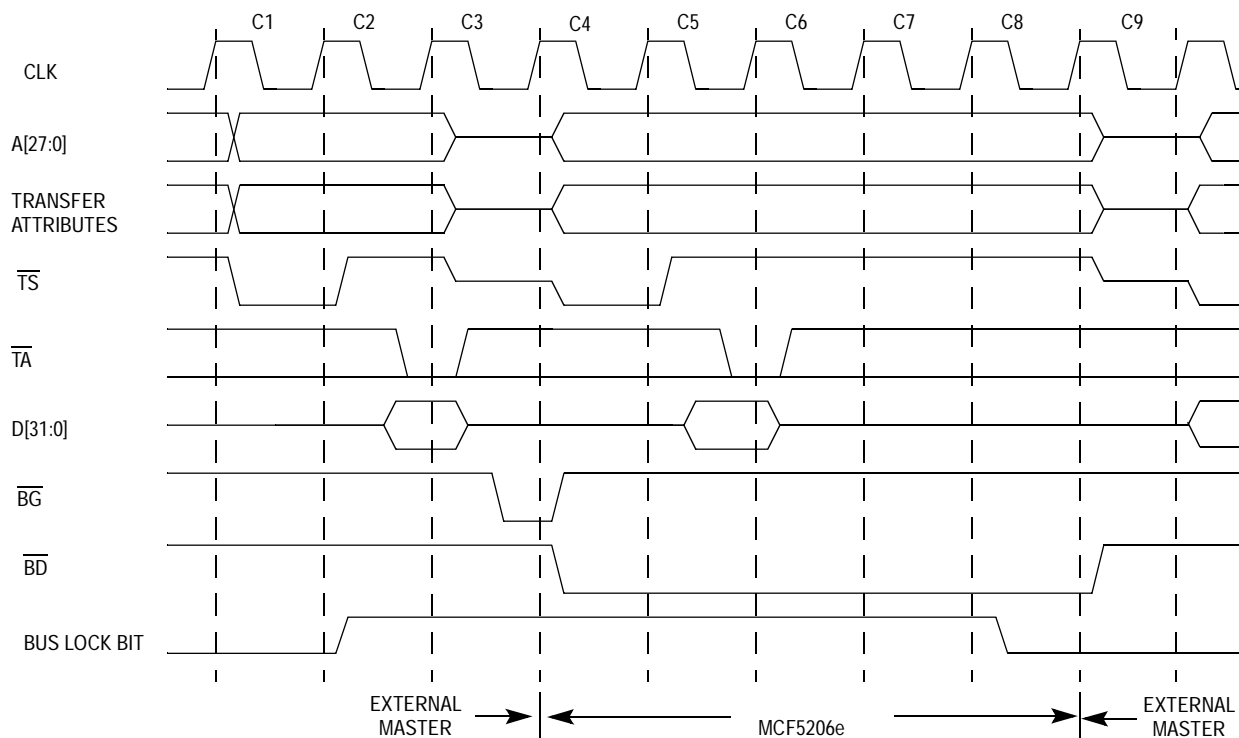 C1 C2 C3 C4 C5 C6 C7 C8 C9
CLK
A[27:0]
TRANSFER
ATTRIBUTES
TS
TA
D[31:0]
BG
BD
BUS LOCK BIT
EXTERNAL
MASTER
MCF5206e
EXTERNAL
MASTER